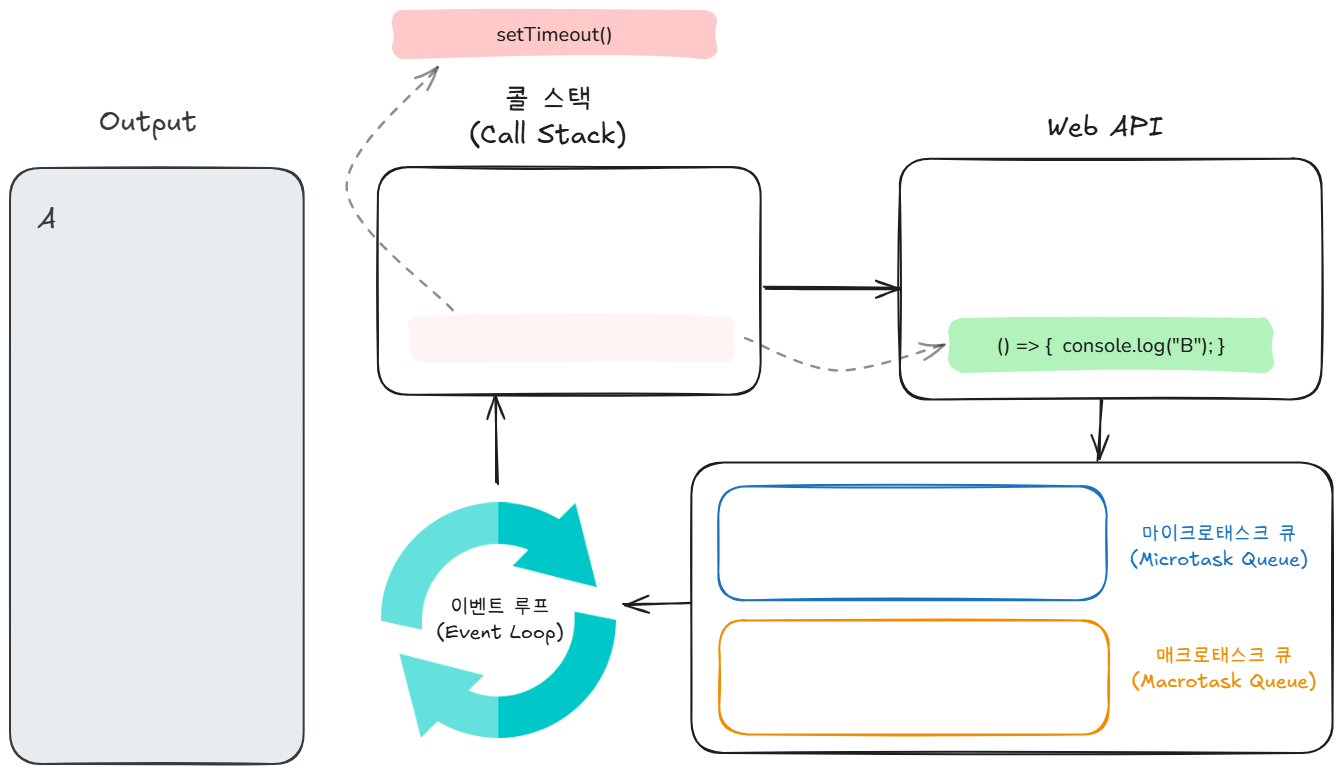 setTimeout()
콜 스택
(Call Stack)
Output
Web API
A
() => { console.log("B"); }
마이크로태스크 큐
(Microtask Queue)
이벤트 루프
(Event Loop)
매크로태스크 큐
(Macrotask Queue)